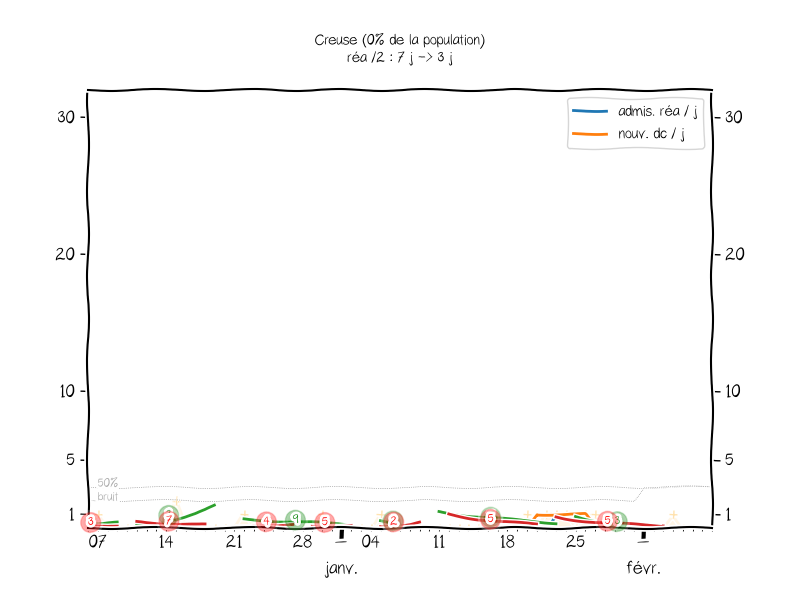 Creuse (0% de la population)
réa /2 : 7 j -> 3 j
admis. réa / j
nouv. dc / j
30 30
20 20
10 10
5 5
50%
bruit
1 1
3 7 4 9 5 2 5 3
07 14 21 28 04 11 18 25
janv. févr.